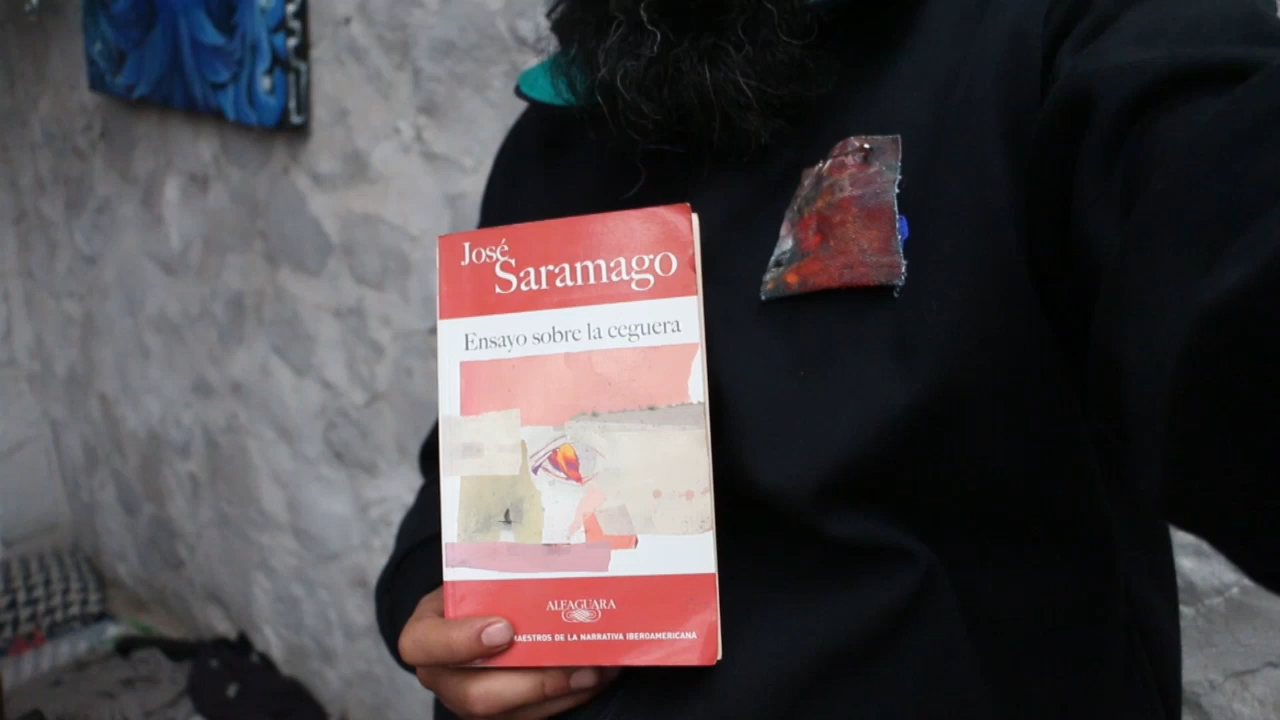 José
Saramago
Ensayo sobre la ceguera
ALFAGUARA
MAESTROS DE LA NARRATIVA IBEROAMERICANA